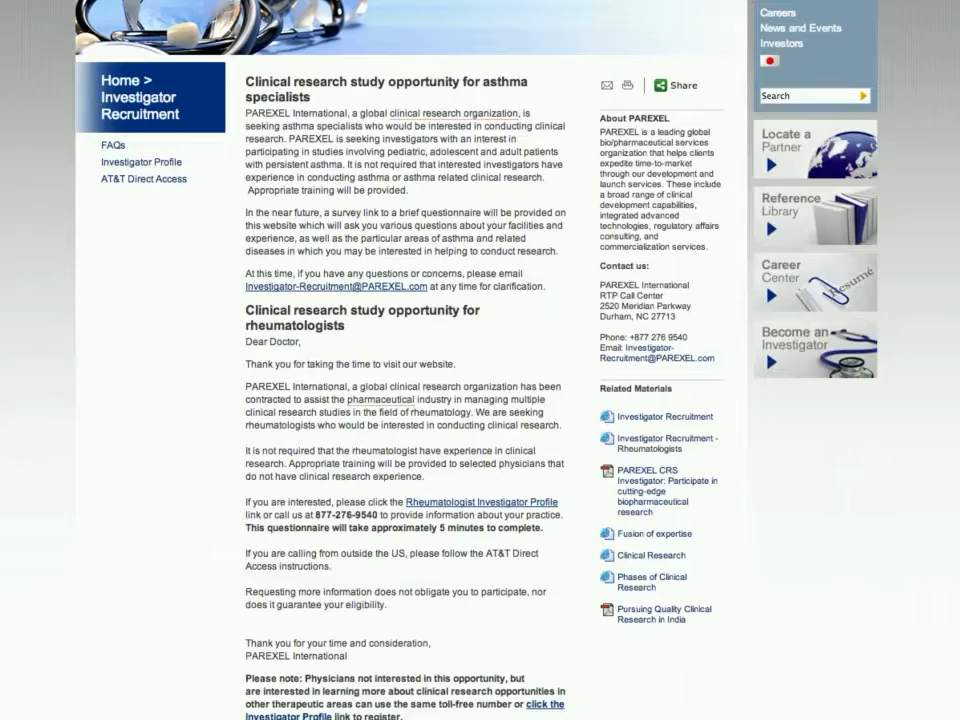 Careers
News and Events
Investors
Search
Home >
Investigator
Recruitment
FAQs
Investigator Profile
AT&T Direct Access
Clinical research study opportunity for asthma
specialists
PAREXEL International, a global clinical research organization, is
seeking asthma specialists who would be interested in conducting clinical
research. PAREXEL is seeking investigators with an interest in
participating in studies involving pediatric, adolescent and adult patients
with persistent asthma. It is not required that interested investigators have
experience in conducting asthma or asthma related clinical research.
Appropriate training will be provided.
In the near future, a survey link to a brief questionnaire will be provided on
this website which will ask you various questions about your facilities and
experience, as well as the particular areas of asthma and related
diseases in which you may be interested in helping to conduct research.
At this time, if you have any questions or concerns, please email
Investigator-Recruitment@PAREXEL.com at any time for clarification.
Clinical research study opportunity for
rheumatologists
Dear Doctor,
Thank you for taking the time to visit our website.
PAREXEL International, a global clinical research organization has been
contracted to assist the pharmaceutical industry in managing multiple
clinical research studies in the field of rheumatology. We are seeking
rheumatologists who would be interested in conducting clinical research.
It is not required that the rheumatologist have experience in clinical
research. Appropriate training will be provided to selected physicians that
do not have clinical research experience.
If you are interested, please click the Rheumatologist Investigator Profile
link or call us at 877-276-9540 to provide information about your practice.
This questionnaire will take approximately 5 minutes to complete.
If you are calling from outside the US, please follow the AT&T Direct
Access instructions.
Requesting more information does not obligate you to participate, nor
does it guarantee your eligibility.
Thank you for your time and consideration,
PAREXEL International
Please note: Physicians not interested in this opportunity, but
are interested in learning more about clinical research opportunities in
other therapeutic areas can use the same toll-free number or click the
Investigator Profile link to register.
Share
About PAREXEL
PAREXEL is a leading global
bio/pharmaceutical services
organization that helps clients
expedite time-to-market
through our development and
launch services. These include
a broad range of clinical
development capabilities,
integrated advanced
technologies, regulatory affairs
consulting, and
commercialization services.
Contact us:
PAREXEL International
RTP Call Center
2520 Meridian Parkway
Durham, NC 27713
Phone: +877 276 9540
Email: Investigator-
Recruitment@PAREXEL.com
Related Materials
Investigator Recruitment
Investigator Recruitment -
Rheumatologists
PAREXEL CRS
Investigator: Participate in
cutting-edge
biopharmaceutical
research
Fusion of expertise
Clinical Research
Phases of Clinical
Research
Pursuing Quality Clinical
Research in India
Locate a
Partner
Reference
Library
Career
Center
Resumé
Become an
Investigator